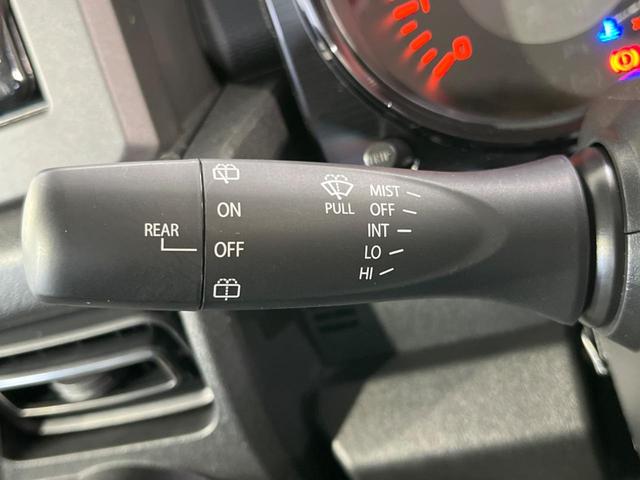 REAR
ON
OFF
PULL
MIST
OFF
INT
LO
HI